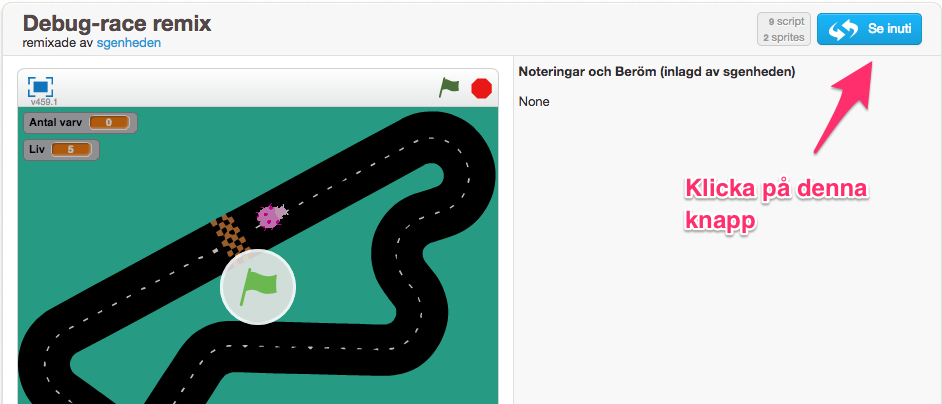 Debug-race remix
remixade av sgenheden
9 script
2 sprites
Se inuti
v459.1
Antal varv 0
Liv 5
Noteringar och Beröm (inlagd av sgenheden)
None
Klicka på denna
knapp